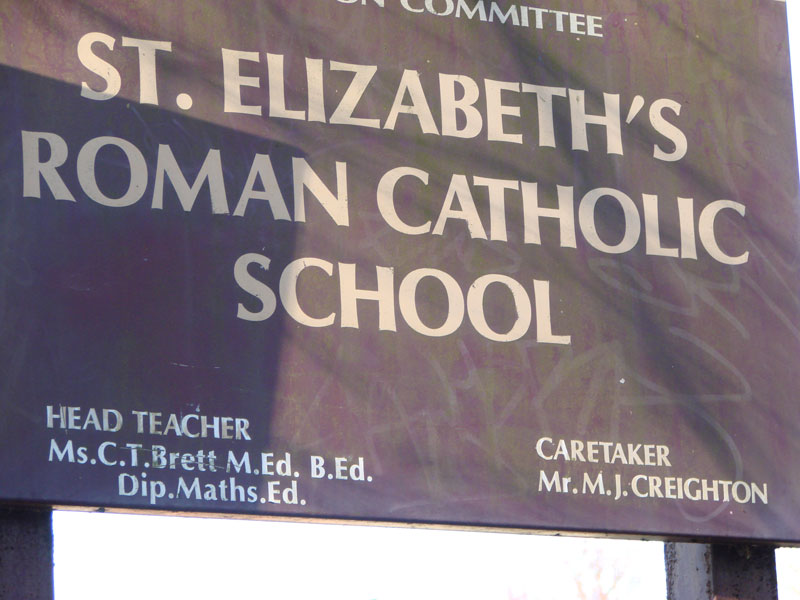 COMMITTEE
ST. ELIZABETH'S
ROMAN CATHOLIC
SCHOOL
HEAD TEACHER
Ms.C.T.Brett M.Ed. B.Ed.
Dip.Maths.Ed.
CARETAKER
Mr.M.J.CREIGHTON